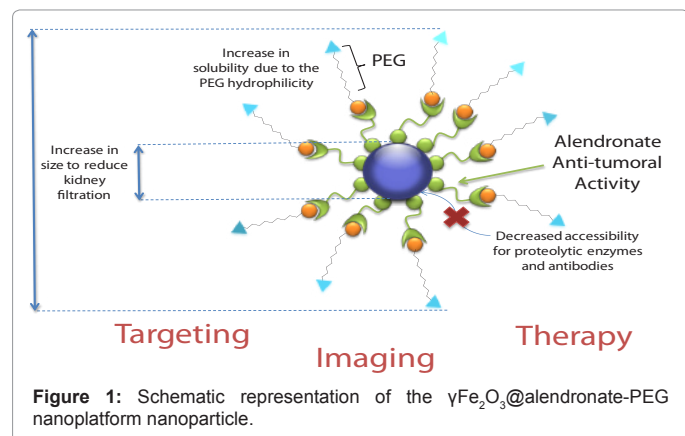 Increase in
solubility due to the
PEG hydrophilicity
PEG
Increase in
size to reduce
kidney
filtration
Alendronate
Anti-tumoral
Activity
Decreased accessibility
for proteolytic enzymes
and antibodies
Targeting
Imaging
Therapy
Figure 1: Schematic representation of the γFe₂O₃@alendronate-PEG
nanoplatform nanoparticle.